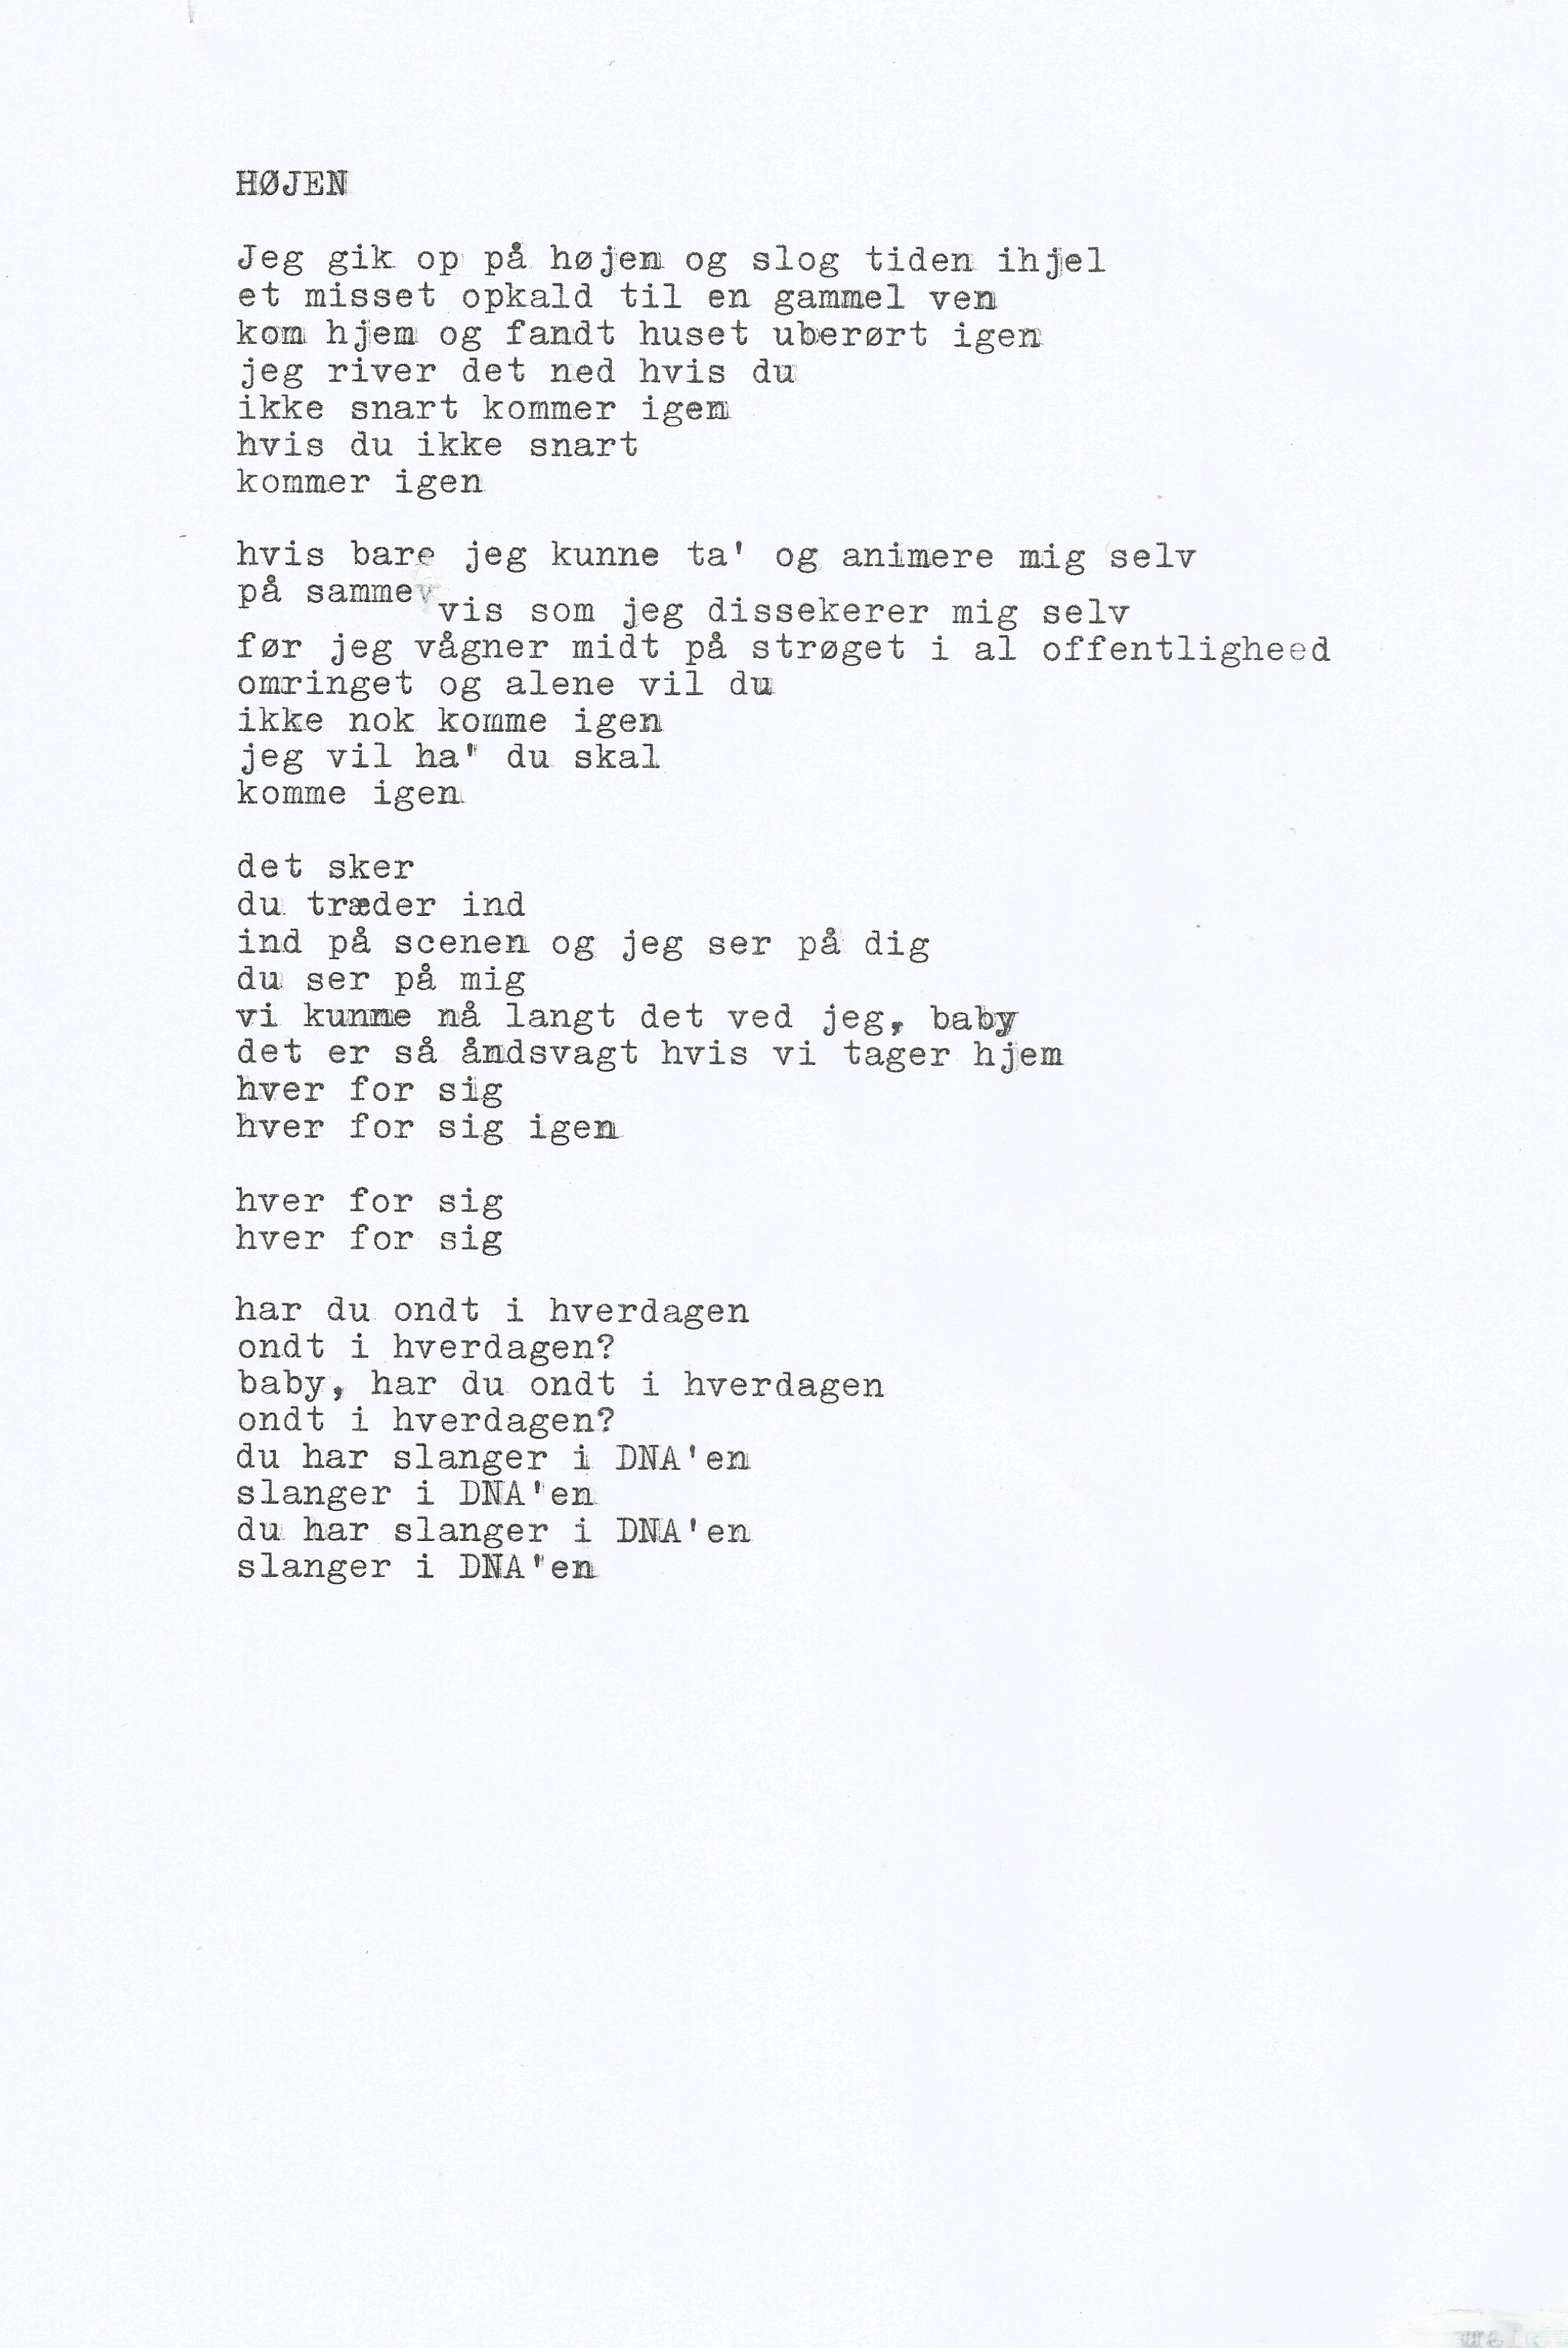 HØJEN
Jeg gik op på højen og slog tiden ihjel
et misset opkald til en gammel ven
kom hjem og fandt huset uberørt igen
jeg river det ned hvis du
ikke snart kommer igen
hvis du ikke snart
kommer igen
hvis bare jeg kunne ta' og animere mig selv
på samme vis som jeg dissekerer mig selv
før jeg vågner midt på strøget i al offentligheed
omringet og alene vil du
ikke nok komme igen
jeg vil ha' du skal
komme igen
det sker
du træder ind
ind på scenen og jeg ser på dig
du ser på mig
vi kunne nå langt det ved jeg, baby
det er så åndsvagt hvis vi tager hjem
hver for sig
hver for sig igen
hver for sig
hver for sig
har du ondt i hverdagen
ondt i hverdagen?
baby, har du ondt i hverdagen
ondt i hverdagen?
du har slanger i DNA'en
slanger i DNA'en
du har slanger i DNA'en
slanger i DNA'en